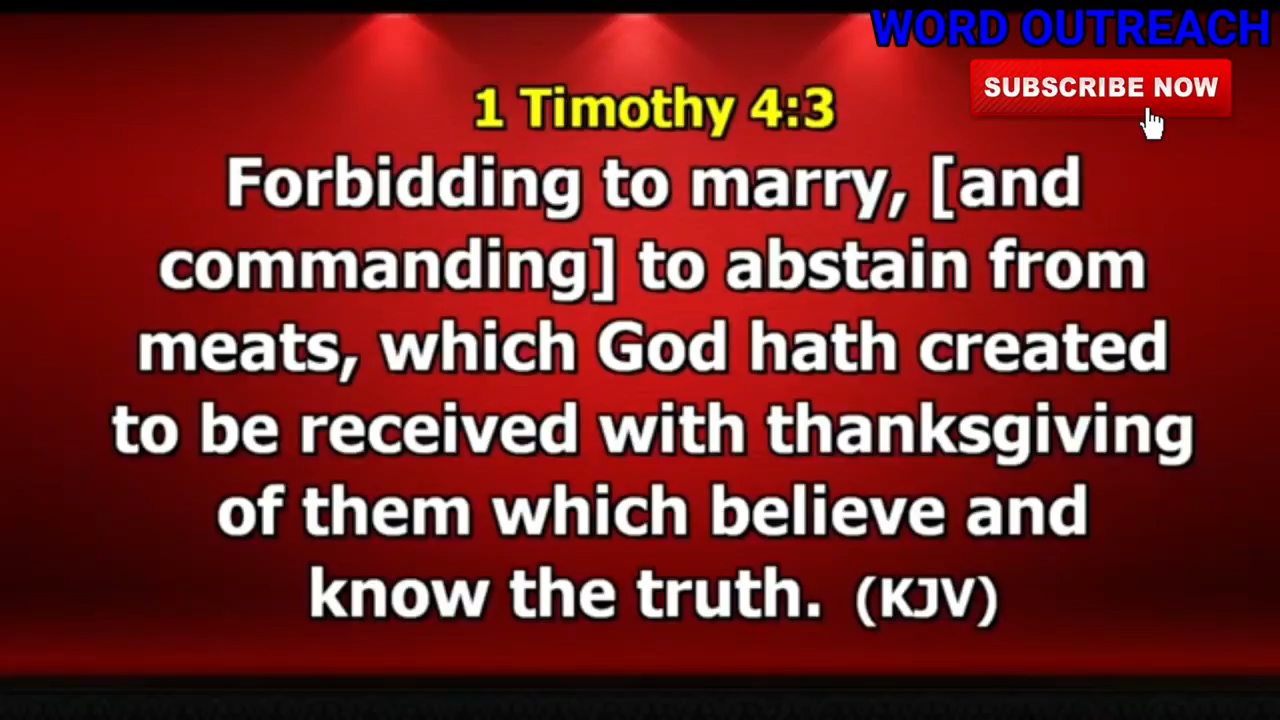 WORD OUTREACH
SUBSCRIBE NOW
1 Timothy 4:3
Forbidding to marry, [and
commanding] to abstain from
meats, which God hath created
to be received with thanksgiving
of them which believe and
know the truth. (KJV)